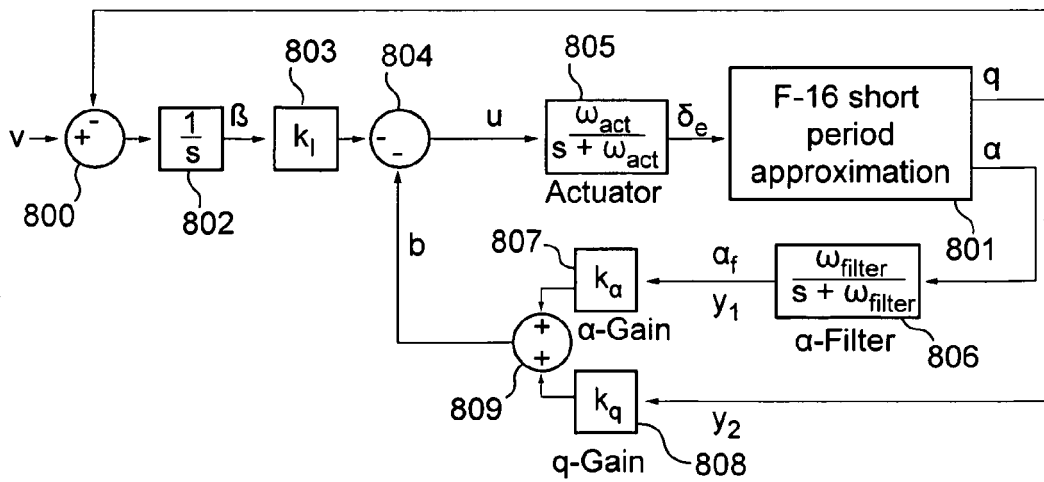 803
804
805
q
v
+
-
1
s
ß
k_I
-
-
u
ω_act
s + ω_act
Actuator
δ_e
F-16 short
period
approximation
α
800
802
801
b
807
k_α
α-Gain
α_f
y_1
ω_filter
s + ω_filter
α-Filter
806
+
+
809
k_q
q-Gain
808
y_2